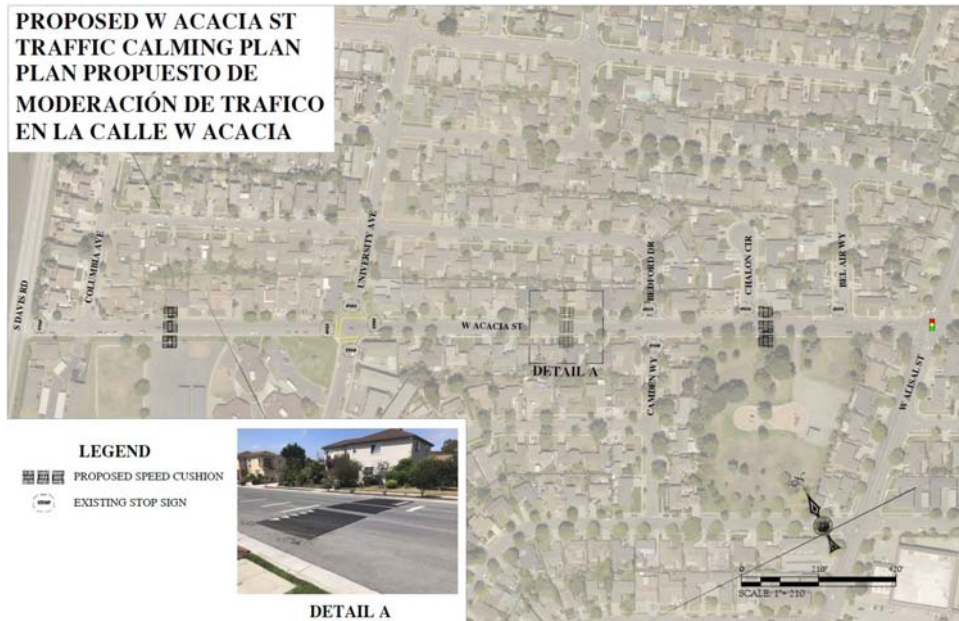 PROPOSED W ACACIA ST
TRAFFIC CALMING PLAN
PLAN PROPUESTO DE
MODERACIÓN DE TRAFICO
EN LA CALLE W ACACIA
S DAVIS RD
COLUMBIA AVE
UNIVERSITY AVE
W ACACIA ST
BEDFORD DR
CHALON CIR
BEL AIR WY
DETAIL A
CAMDEN WY
W ALISAL ST
LEGEND
PROPOSED SPEED CUSHION
STOP
EXISTING STOP SIGN
DETAIL A
0' 210' 420'
SCALE: 1"= 210'